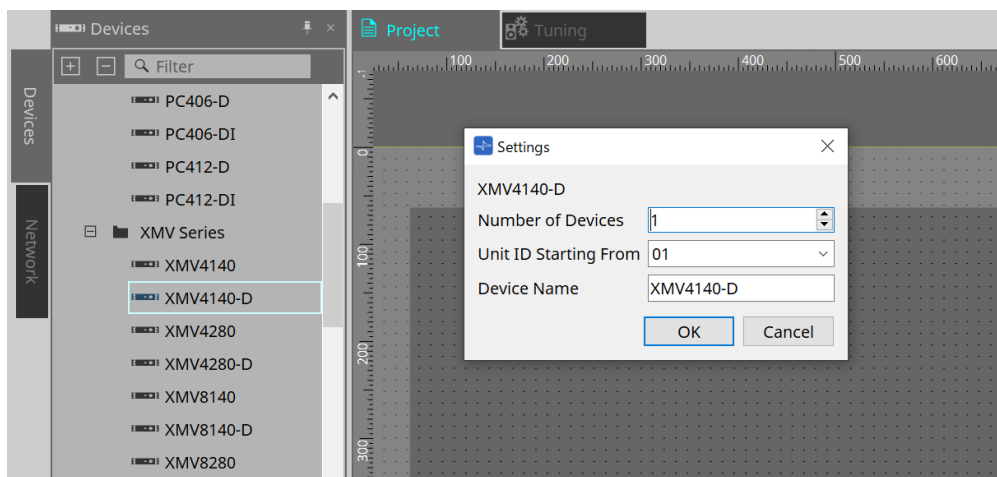 Devices
Project
Tuning
Filter
Devices
Network
PC406-D
PC406-DI
PC412-D
PC412-DI
XMV Series
XMV4140
XMV4140-D
XMV4280
XMV4280-D
XMV8140
XMV8140-D
XMV8280
100 200 300 400 500 600
0
100
200
300
Settings
XMV4140-D
Number of Devices 1
Unit ID Starting From 01
Device Name XMV4140-D
OK Cancel